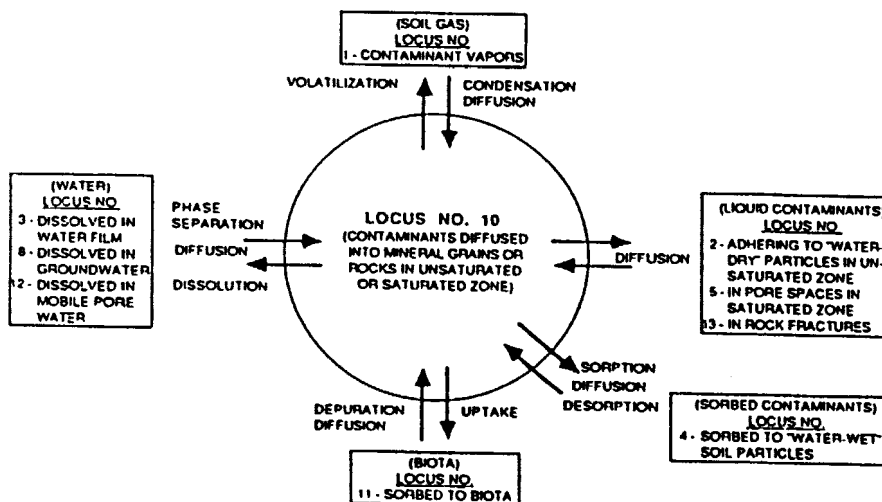 (SOIL GAS)
LOCUS NO
1 - CONTAMINANT VAPORS
VOLATILIZATION
CONDENSATION
DIFFUSION
(WATER)
LOCUS NO
3 - DISSOLVED IN
WATER FILM
8 - DISSOLVED IN
GROUNDWATER
12 - DISSOLVED IN
MOBILE PORE
WATER
PHASE
SEPARATION
DIFFUSION
DISSOLUTION
LOCUS NO. 10
(CONTAMINANTS DIFFUSED
INTO MINERAL GRAINS OR
ROCKS IN UNSATURATED
OR SATURATED ZONE)
DIFFUSION
(LIQUID CONTAMINANTS)
LOCUS NO.
2 - ADHERING TO "WATER-
DRY" PARTICLES IN UN-
SATURATED ZONE
5 - IN PORE SPACES IN
SATURATED ZONE
13 - IN ROCK FRACTURES
SORPTION
DIFFUSION
DESORPTION
(SORBED CONTAMINANTS)
LOCUS NO.
4 - SORBED TO "WATER-WET"
SOIL PARTICLES
DEPURATION
DIFFUSION
UPTAKE
(BIOTA)
LOCUS NO.
11 - SORBED TO BIOTA